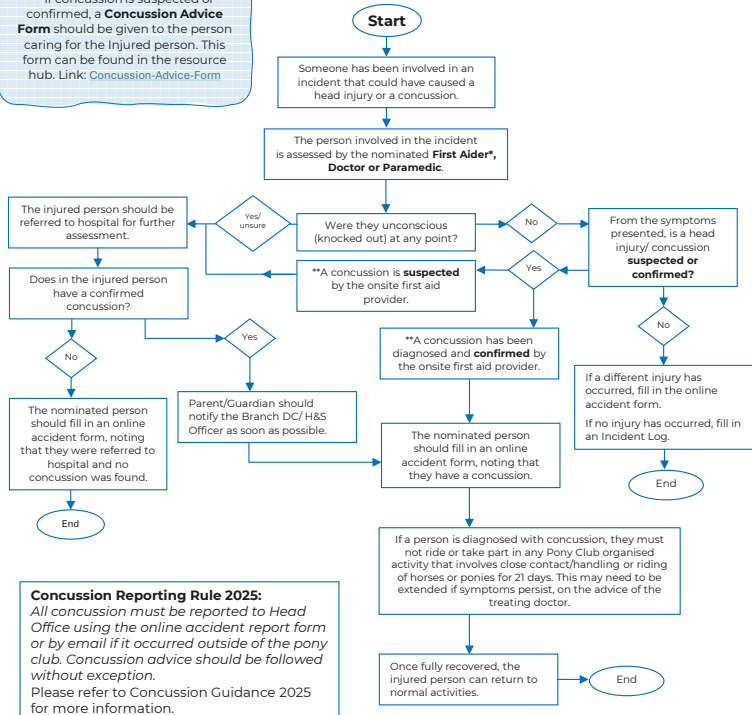 If concussion is suspected or
confirmed, a Concussion Advice
Form should be given to the person
caring for the Injured person. This
form can be found in the resource
hub. Link: Concussion-Advice-Form
Start
Someone has been involved in an
incident that could have caused a
head injury or a concussion.
The person involved in the incident
is assessed by the nominated First Aider*,
Doctor or Paramedic.
Were they unconscious
(knocked out) at any point?
Yes/
unsure
No
The injured person should be
referred to hospital for further
assessment.
From the symptoms
presented, is a head
injury/ concussion
suspected or
confirmed?
Yes
**A concussion is suspected
by the onsite first aid
provider.
Does in the injured person
have a confirmed
concussion?
No
Yes
**A concussion has been
diagnosed and confirmed by
the onsite first aid provider.
No
If a different injury has
occurred, fill in the online
accident form.
If no injury has occurred, fill in
an Incident Log.
End
The nominated person
should fill in an online
accident form, noting
that they were referred to
hospital and no
concussion was found.
End
Parent/Guardian should
notify the Branch DC/ H&S
Officer as soon as possible.
The nominated person
should fill in an online
accident form, noting that
they have a concussion.
If a person is diagnosed with concussion, they must
not ride or take part in any Pony Club organised
activity that involves close contact/handling or riding
of horses or ponies for 21 days. This may need to be
extended if symptoms persist, on the advice of the
treating doctor.
Once fully recovered, the
injured person can return to
normal activities.
End
Concussion Reporting Rule 2025:
All concussion must be reported to Head
Office using the online accident report form
or by email if it occurred outside of the pony
club. Concussion advice should be followed
without exception.
Please refer to Concussion Guidance 2025
for more information.